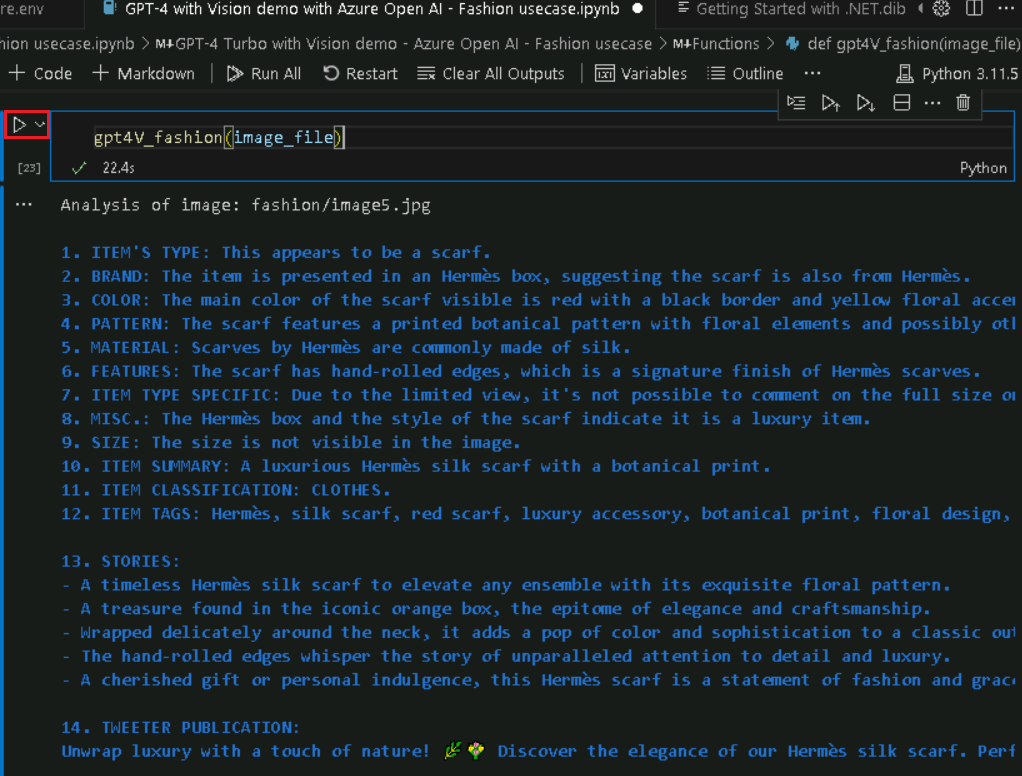 re.env GPT-4 with Vision demo with Azure Open AI - Fashion usecase.ipynb Getting Started with .NET.dib
hion usecase.ipynb > M↓GPT-4 Turbo with Vision demo - Azure Open AI - Fashion usecase > M↓Functions > def gpt4V_fashion(image_file)
+ Code + Markdown | Run All Restart Clear All Outputs | Variables Outline ... Python 3.11.5
gpt4V_fashion(image_file)
[23] ✓ 22.4s Python
... Analysis of image: fashion/image5.jpg
1. ITEM'S TYPE: This appears to be a scarf.
2. BRAND: The item is presented in an Hermès box, suggesting the scarf is also from Hermès.
3. COLOR: The main color of the scarf visible is red with a black border and yellow floral accen
4. PATTERN: The scarf features a printed botanical pattern with floral elements and possibly oth
5. MATERIAL: Scarves by Hermès are commonly made of silk.
6. FEATURES: The scarf has hand-rolled edges, which is a signature finish of Hermès scarves.
7. ITEM TYPE SPECIFIC: Due to the limited view, it's not possible to comment on the full size or
8. MISC.: The Hermès box and the style of the scarf indicate it is a luxury item.
9. SIZE: The size is not visible in the image.
10. ITEM SUMMARY: A luxurious Hermès silk scarf with a botanical print.
11. ITEM CLASSIFICATION: CLOTHES.
12. ITEM TAGS: Hermès, silk scarf, red scarf, luxury accessory, botanical print, floral design,
13. STORIES:
- A timeless Hermès silk scarf to elevate any ensemble with its exquisite floral pattern.
- A treasure found in the iconic orange box, the epitome of elegance and craftsmanship.
- Wrapped delicately around the neck, it adds a pop of color and sophistication to a classic out
- The hand-rolled edges whisper the story of unparalleled attention to detail and luxury.
- A cherished gift or personal indulgence, this Hermès scarf is a statement of fashion and grace
14. TWEETER PUBLICATION:
Unwrap luxury with a touch of nature! 🌿💐 Discover the elegance of our Hermès silk scarf. Perf